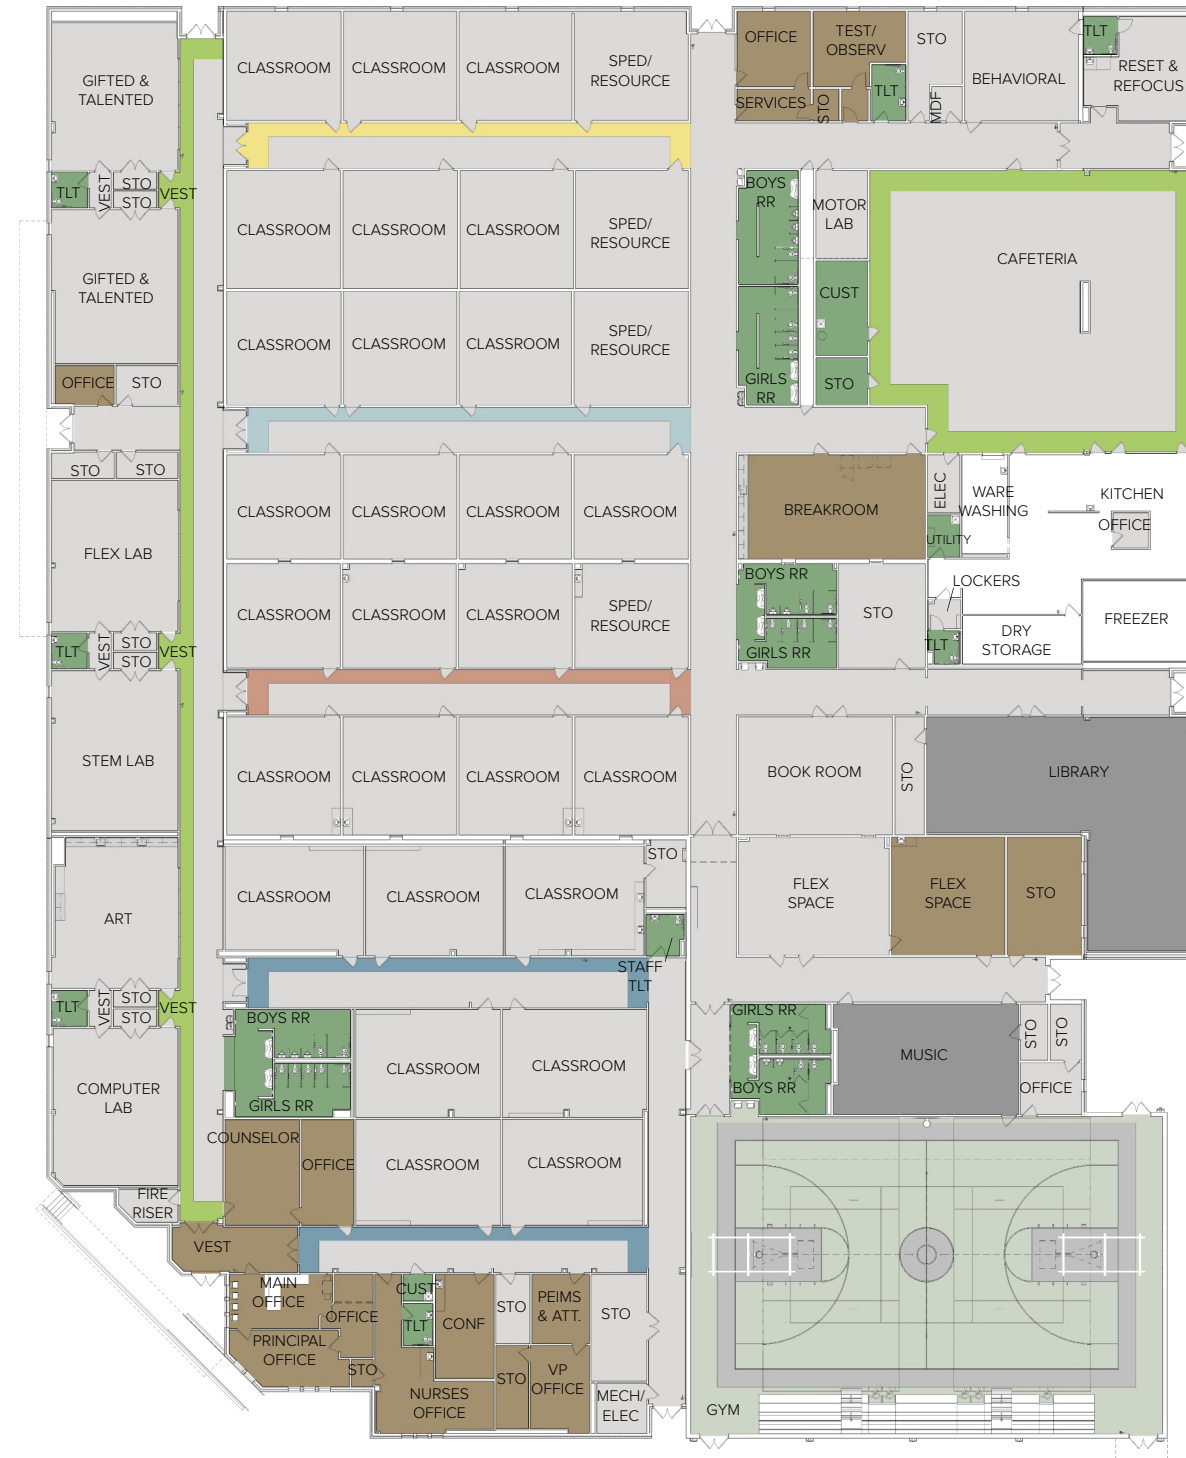 OFFICE
TEST/
OBSERV
STO
BEHAVIORAL
TLT
RESET &
REFOCUS
SERVICES
STO
TLT
MDF
GIFTED &
TALENTED
CLASSROOM
CLASSROOM
CLASSROOM
SPED/
RESOURCE
TLT
VEST
STO
STO
VEST
GIFTED &
TALENTED
CLASSROOM
CLASSROOM
CLASSROOM
SPED/
RESOURCE
BOYS
RR
MOTOR
LAB
CAFETERIA
CUST
CLASSROOM
CLASSROOM
CLASSROOM
SPED/
RESOURCE
GIRLS
RR
STO
OFFICE
STO
STO
STO
CLASSROOM
CLASSROOM
CLASSROOM
CLASSROOM
BREAKROOM
ELEC
WARE
WASHING
KITCHEN
OFFICE
UTILITY
FLEX LAB
CLASSROOM
CLASSROOM
CLASSROOM
SPED/
RESOURCE
BOYS RR
GIRLS RR
STO
LOCKERS
TLT
DRY
STORAGE
FREEZER
TLT
VEST
STO
STO
VEST
STEM LAB
CLASSROOM
CLASSROOM
CLASSROOM
CLASSROOM
BOOK ROOM
STO
LIBRARY
ART
CLASSROOM
CLASSROOM
CLASSROOM
STO
STAFF
TLT
FLEX
SPACE
FLEX
SPACE
STO
TLT
VEST
STO
STO
VEST
BOYS RR
GIRLS RR
CLASSROOM
CLASSROOM
GIRLS RR
BOYS RR
MUSIC
STO
STO
OFFICE
COMPUTER
LAB
COUNSELOR
OFFICE
CLASSROOM
CLASSROOM
FIRE
RISER
VEST
MAIN
OFFICE
OFFICE
CUST
TLT
CONF
STO
PEIMS
& ATT.
STO
PRINCIPAL
OFFICE
STO
NURSES
OFFICE
STO
VP
OFFICE
MECH/
ELEC
GYM